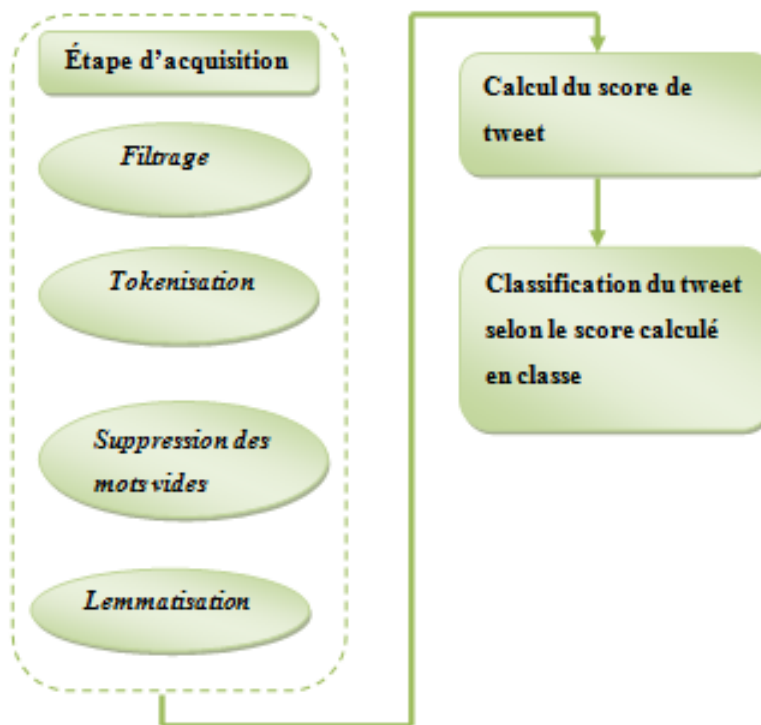 Étape d'acquisition
Filtrage
Tokenisation
Suppression des
mots vides
Lemmatisation
Calcul du score de
tweet
Classification du tweet
selon le score calculé
en classe